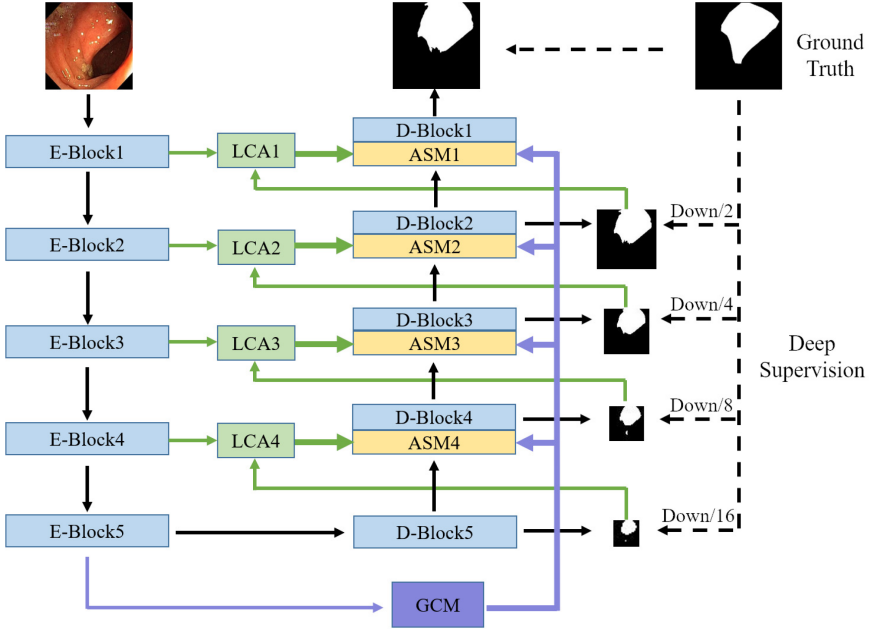 Ground
Truth
D-Block1
E-Block1
LCA1
ASM1
Down/2
D-Block2
E-Block2
LCA2
ASM2
Down/4
D-Block3
E-Block3
LCA3
ASM3
Deep
Supervision
Down/8
D-Block4
E-Block4
LCA4
ASM4
Down/16
E-Block5
D-Block5
GCM